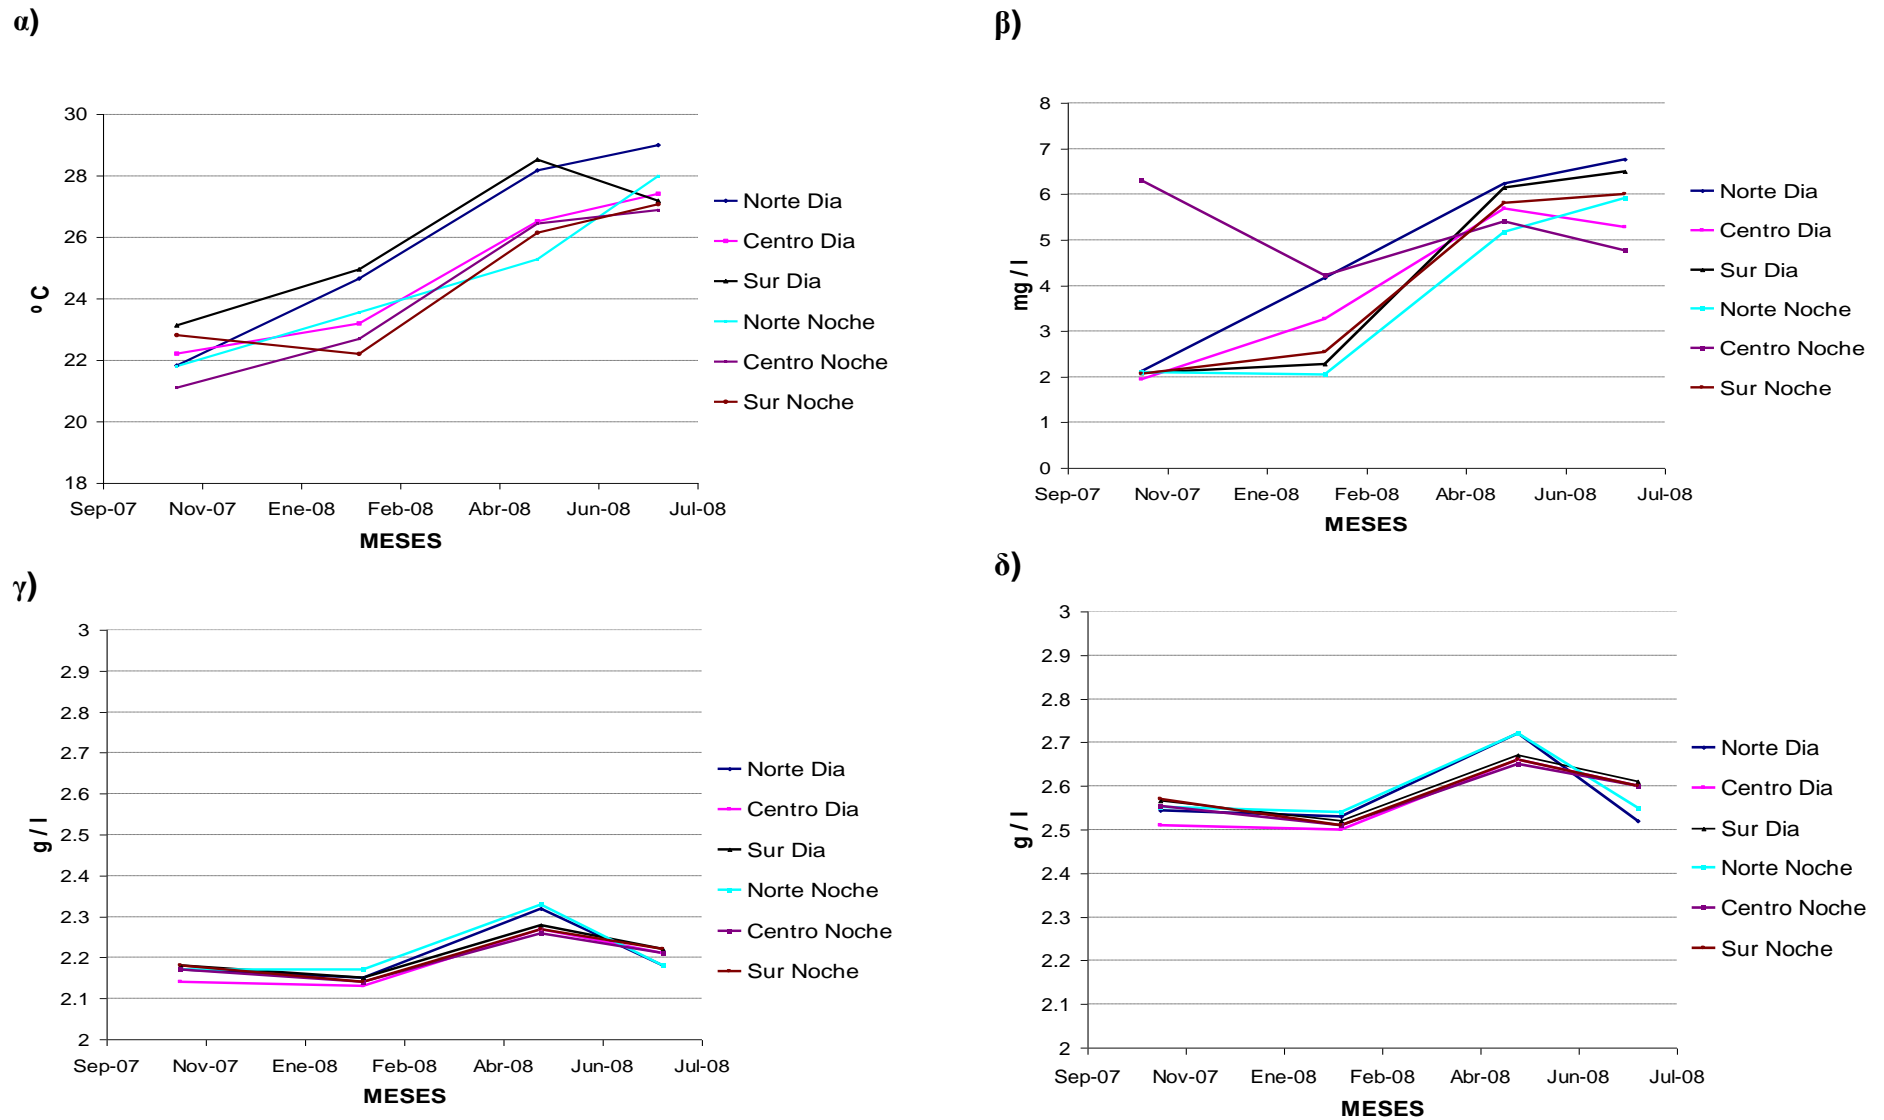 α)
30
28
26
24
22
20
18
º C
Sep-07 Nov-07 Ene-08 Feb-08 Abr-08 Jun-08 Jul-08
MESES
Norte Dia
Centro Dia
Sur Dia
Norte Noche
Centro Noche
Sur Noche
β)
8
7
6
5
4
3
2
1
0
mg / l
Sep-07 Nov-07 Ene-08 Feb-08 Abr-08 Jun-08 Jul-08
MESES
Norte Dia
Centro Dia
Sur Dia
Norte Noche
Centro Noche
Sur Noche
γ)
3
2.9
2.8
2.7
2.6
2.5
2.4
2.3
2.2
2.1
2
g / l
Sep-07 Nov-07 Ene-08 Feb-08 Abr-08 Jun-08 Jul-08
MESES
Norte Dia
Centro Dia
Sur Dia
Norte Noche
Centro Noche
Sur Noche
δ)
3
2.9
2.8
2.7
2.6
2.5
2.4
2.3
2.2
2.1
2
g / l
Sep-07 Nov-07 Ene-08 Feb-08 Abr-08 Jun-08 Jul-08
MESES
Norte Dia
Centro Dia
Sur Dia
Norte Noche
Centro Noche
Sur Noche